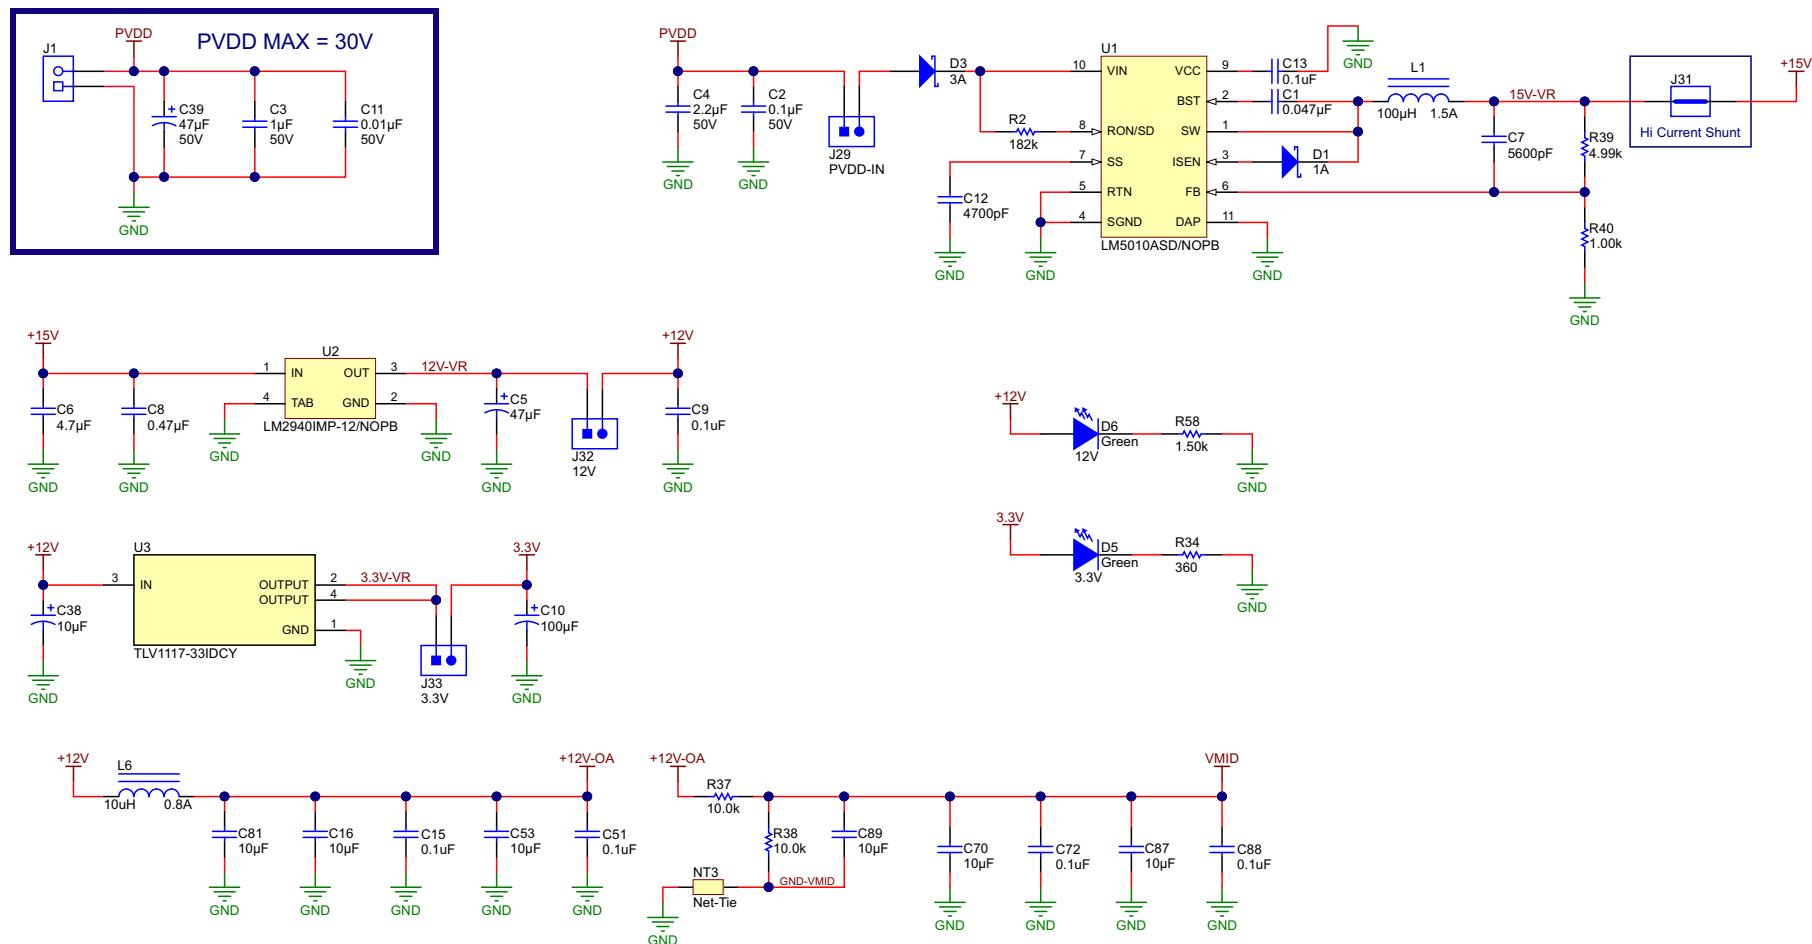 PVDD MAX = 30V
J1
PVDD
C39
47µF
50V
C3
1µF
50V
C11
0.01µF
50V
GND
PVDD
C4
2.2µF
50V
GND
C2
0.1µF
50V
GND
J29
PVDD-IN
D3
3A
R2
182k
C12
4700pF
GND
GND
U1
10 VIN
8 RON/SD
7 SS
5 RTN
4 SGND
VCC 9
BST 2
SW 1
ISEN 3
FB 6
DAP 11
LM5010ASD/NOPB
GND
C13
0.1uF
GND
C1
0.047µF
D1
1A
L1
100µH 1.5A
15V-VR
C7
5600pF
R39
4.99k
R40
1.00k
GND
J31
Hi Current Shunt
+15V
+15V
C6
4.7µF
GND
C8
0.47µF
GND
U2
1 IN
4 TAB
OUT 3
GND 2
LM2940IMP-12/NOPB
GND
GND
12V-VR
C5
47µF
GND
J32
12V
+12V
C9
0.1uF
GND
+12V
D6
Green
12V
R58
1.50k
GND
3.3V
D5
Green
3.3V
R34
360
GND
+12V
C38
10µF
GND
U3
3 IN
OUTPUT 2
OUTPUT 4
GND 1
TLV1117-33IDCY
GND
3.3V-VR
J33
3.3V
3.3V
C10
100µF
GND
+12V
L6
10uH 0.8A
C81
10µF
GND
C16
10µF
GND
C15
0.1uF
GND
C53
10µF
GND
+12V-OA
C51
0.1uF
GND
+12V-OA
R37
10.0k
R38
10.0k
C89
10µF
NT3
Net-Tie
GND-VMID
GND
C70
10µF
GND
C72
0.1uF
GND
C87
10µF
GND
VMID
C88
0.1uF
GND